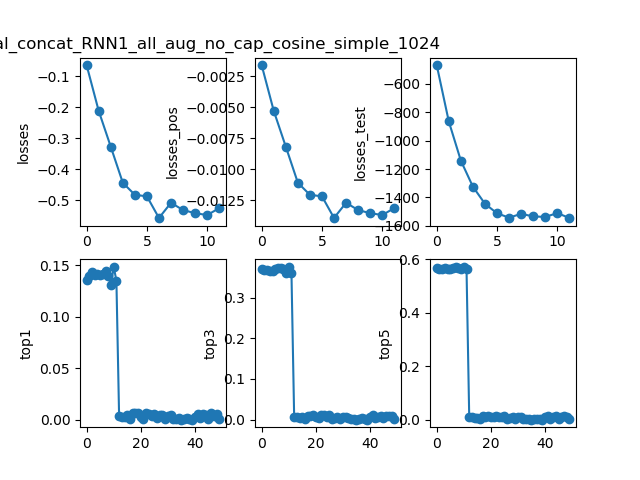 al_concat_RNN1_all_aug_no_cap_cosine_simple_1024
losses
−0.1
−0.2
−0.3
−0.4
−0.5
0 5 10
losses_pos
−0.0025
−0.0050
−0.0075
−0.0100
−0.0125
0 5 10
losses_test
−600
−800
−1000
−1200
−1400
−1600
0 5 10
top1
0.15
0.10
0.05
0.00
0 20 40
top3
0.3
0.2
0.1
0.0
0 20 40
top5
0.6
0.4
0.2
0.0
0 20 40